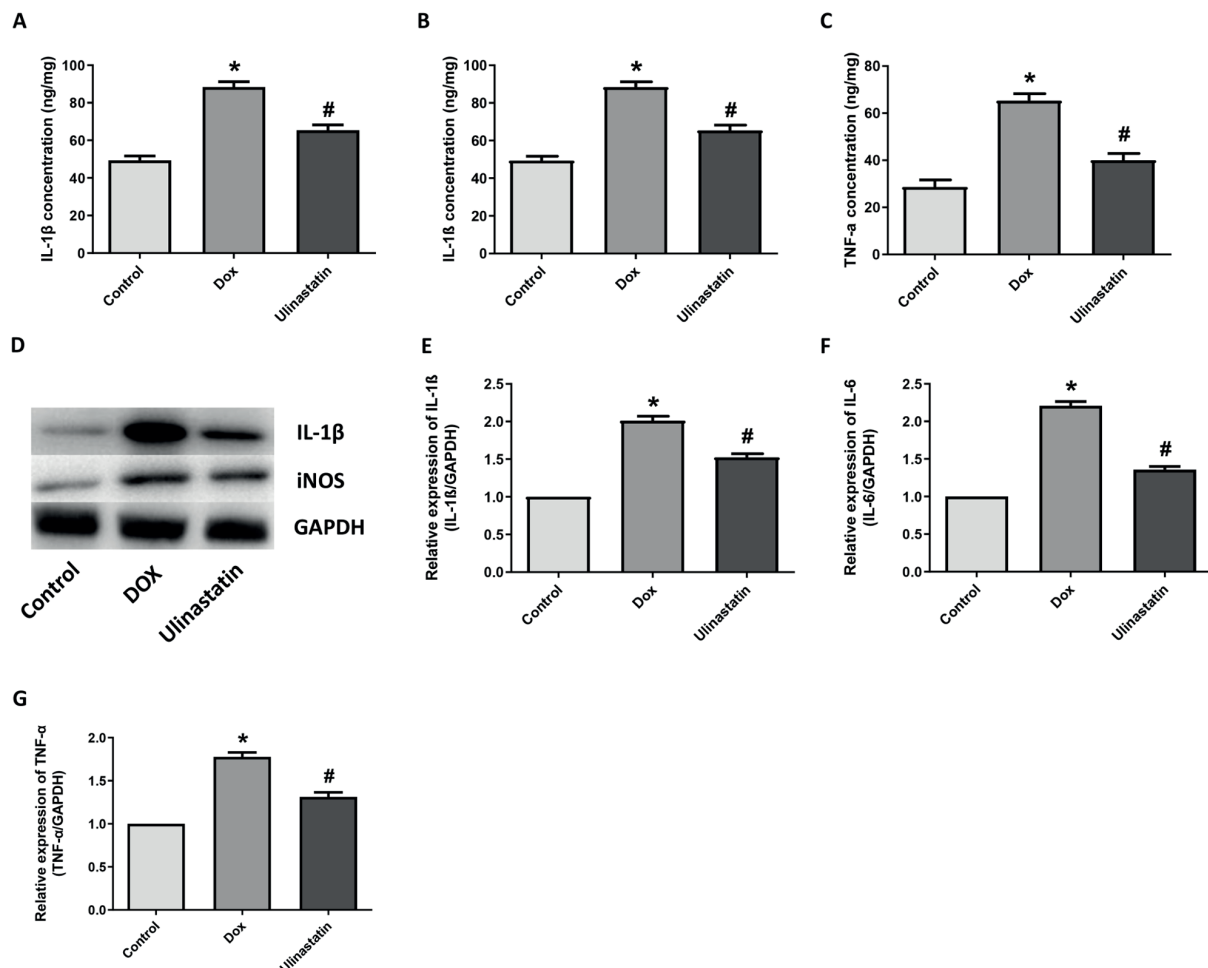 A
IL-1β concentration (ng/mg)
100
80
60
40
20
0
*
#
Control
Dox
Ulinastatin
B
IL-1ß concentration (ng/mg)
100
80
60
40
20
0
*
#
Control
Dox
Ulinastatin
C
TNF-a concentration (ng/mg)
80
60
40
20
0
*
#
Control
Dox
Ulinastatin
D
IL-1β
iNOS
GAPDH
Control
DOX
Ulinastatin
E
Relative expression of IL-1ß
(IL-1ß/GAPDH)
2.5
2.0
1.5
1.0
0.5
0.0
*
#
Control
Dox
Ulinastatin
F
Relative expression of IL-6
(IL-6/GAPDH)
2.5
2.0
1.5
1.0
0.5
0.0
*
#
Control
Dox
Ulinastatin
G
Relative expression of TNF-α
(TNF-α/GAPDH)
2.0
1.5
1.0
0.5
0.0
*
#
Control
Dox
Ulinastatin